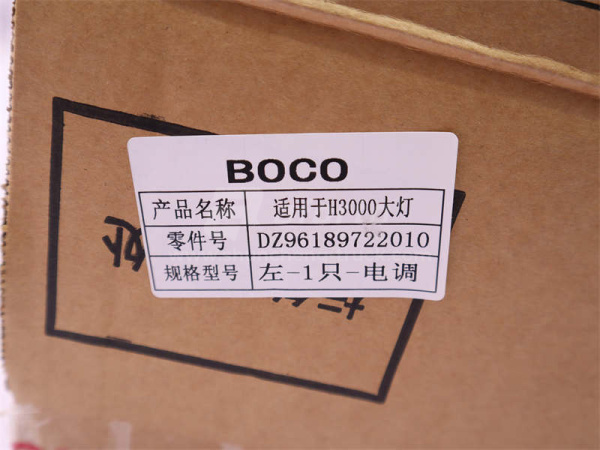 BOCO
产品名称 适用于H3000大灯
零件号 DZ96189722010
规格型号 左-1只-电调
处